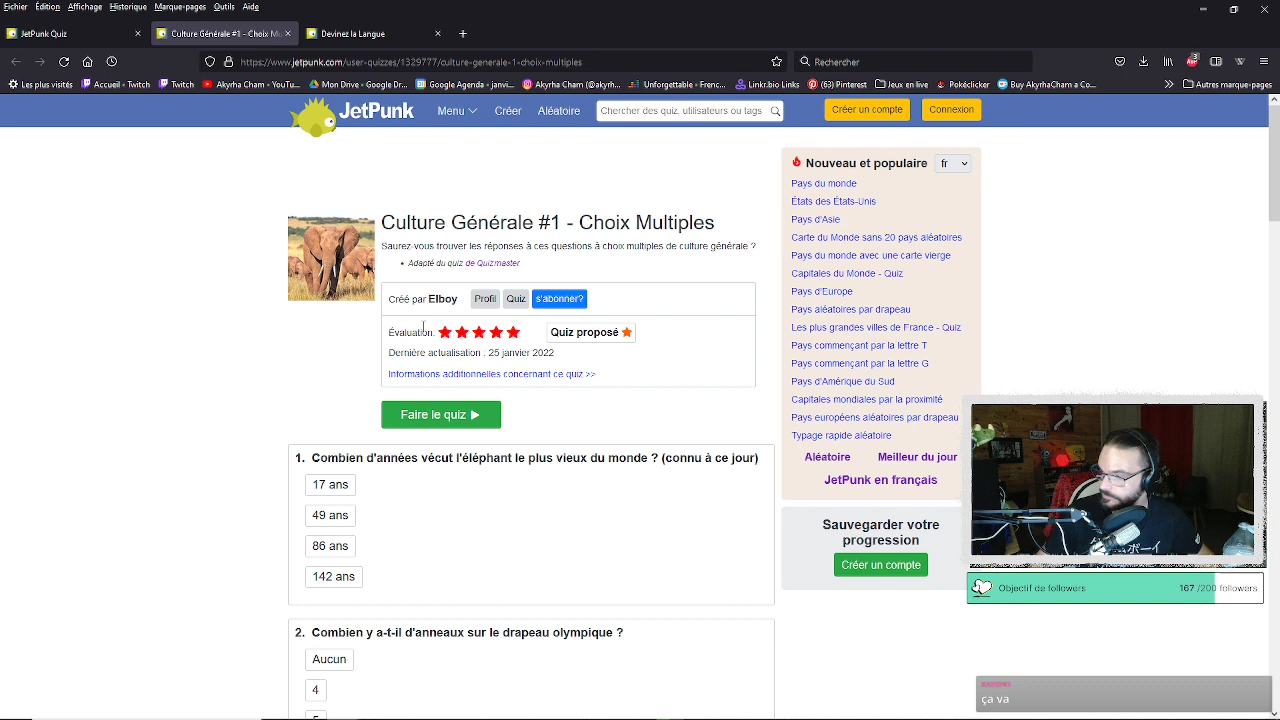 Fichier Édition Affichage Historique Marque-pages Outils Aide
JetPunk Quiz
Culture Générale #1 - Choix Mu
Devinez la Langue
https://www.jetpunk.com/user-quizzes/1329777/culture-generale-1-choix-multiples
Rechercher
Les plus visités Accueil - Twitch Twitch Akyrha Stream - YouTu... Mon Drive - Google Dr... Google Agenda - janvi... Akyrha Stream (@akyh... Unforgettable - Frenc... Linkr.bio Links (63) Pinterest Jeux en live Pokéclicker Buy AkyrhaCam a Co... Autres marque-pages
JetPunk Menu Créer Aléatoire Chercher des quiz, utilisateurs ou tags Créer un compte Connexion
Culture Générale #1 - Choix Multiples
Saurez-vous trouver les réponses à ces questions à choix multiples de culture générale ?
Adapté du quiz de Quizmaster
Créé par Elboy Profil Quiz s'abonner?
Évaluation: Quiz proposé
Dernière actualisation : 25 janvier 2022
Informations additionnelles concernant ce quiz >>
Faire le quiz
1. Combien d'années vécut l'éléphant le plus vieux du monde ? (connu à ce jour)
17 ans
49 ans
86 ans
142 ans
2. Combien y a-t-il d'anneaux sur le drapeau olympique ?
Aucun
4
Nouveau et populaire fr
Pays du monde
États des États-Unis
Pays d'Asie
Carte du Monde sans 20 pays aléatoires
Pays du monde avec une carte vierge
Capitales du Monde - Quiz
Pays d'Europe
Pays aléatoires par drapeau
Les plus grandes villes de France - Quiz
Pays commençant par la lettre T
Pays commençant par la lettre G
Pays d'Amérique du Sud
Capitales mondiales par la proximité
Pays européens aléatoires par drapeau
Typage rapide aléatoire
Aléatoire Meilleur du jour
JetPunk en français
Sauvegarder votre
progression
Créer un compte
Objectif de followers 167 /200 followers
ça va